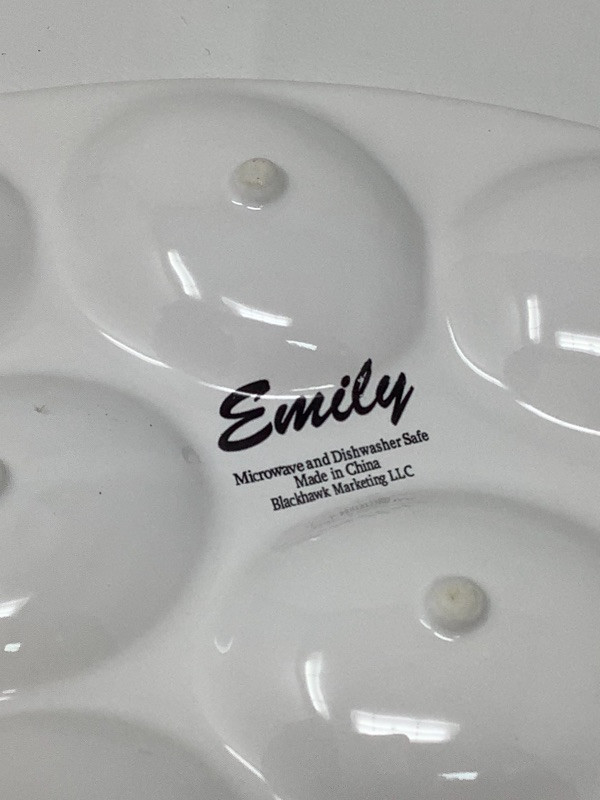 Emily
Microwave and Dishwasher Safe
Made in China
Blackhawk Marketing LLC